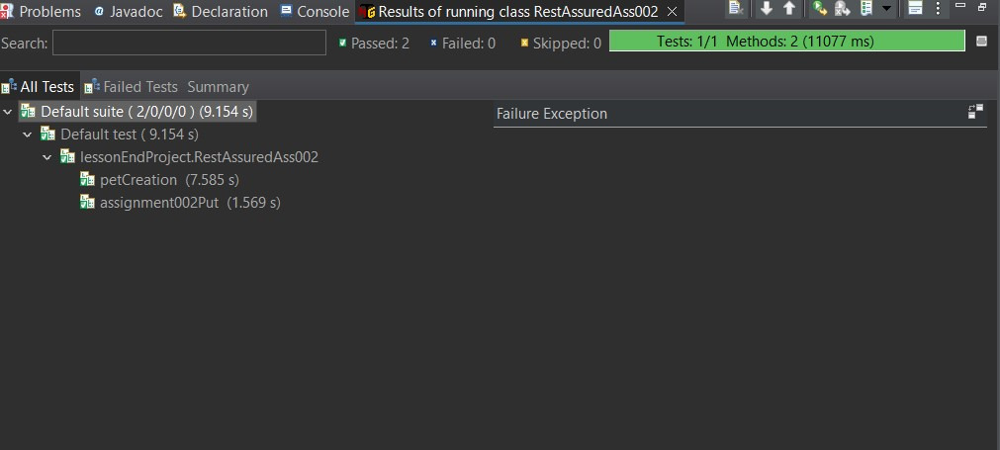 Problems @ Javadoc Declaration Console Results of running class RestAssuredAss002
Search: Passed: 2 Failed: 0 Skipped: 0 Tests: 1/1 Methods: 2 (11077 ms)
All Tests Failed Tests Summary
Default suite ( 2/0/0/0 ) (9.154 s)
Failure Exception
Default test ( 9.154 s)
lessonEndProject.RestAssuredAss002
petCreation (7.585 s)
assignment002Put (1.569 s)